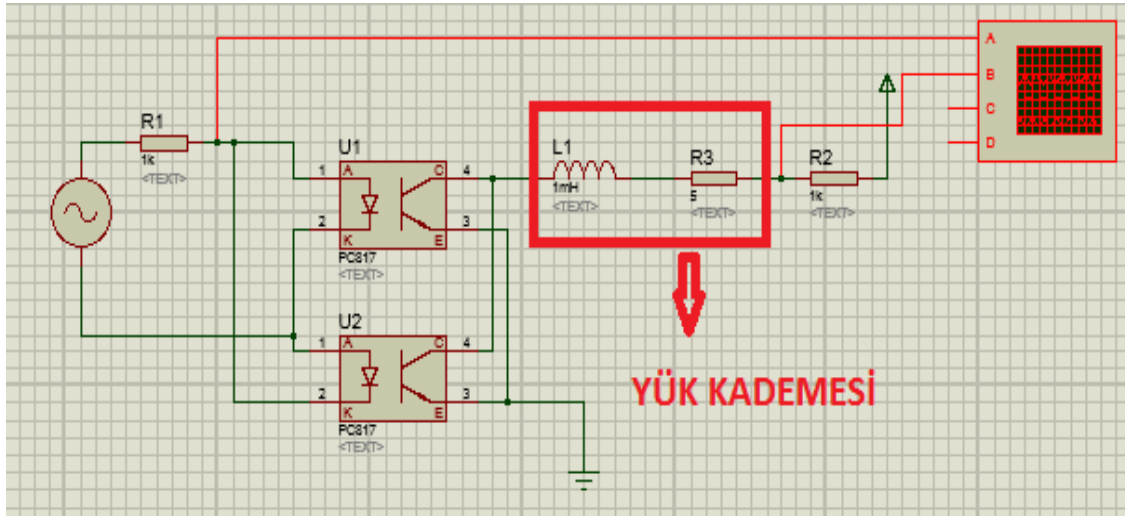 A
B
C
D
R1
1k
<TEXT>
U1
1
A
C
4
2
K
E
3
PC817
<TEXT>
L1
1mH
<TEXT>
R3
5
<TEXT>
R2
1k
<TEXT>
U2
1
A
C
4
2
K
E
3
PC817
<TEXT>
YÜK KADEMESİ